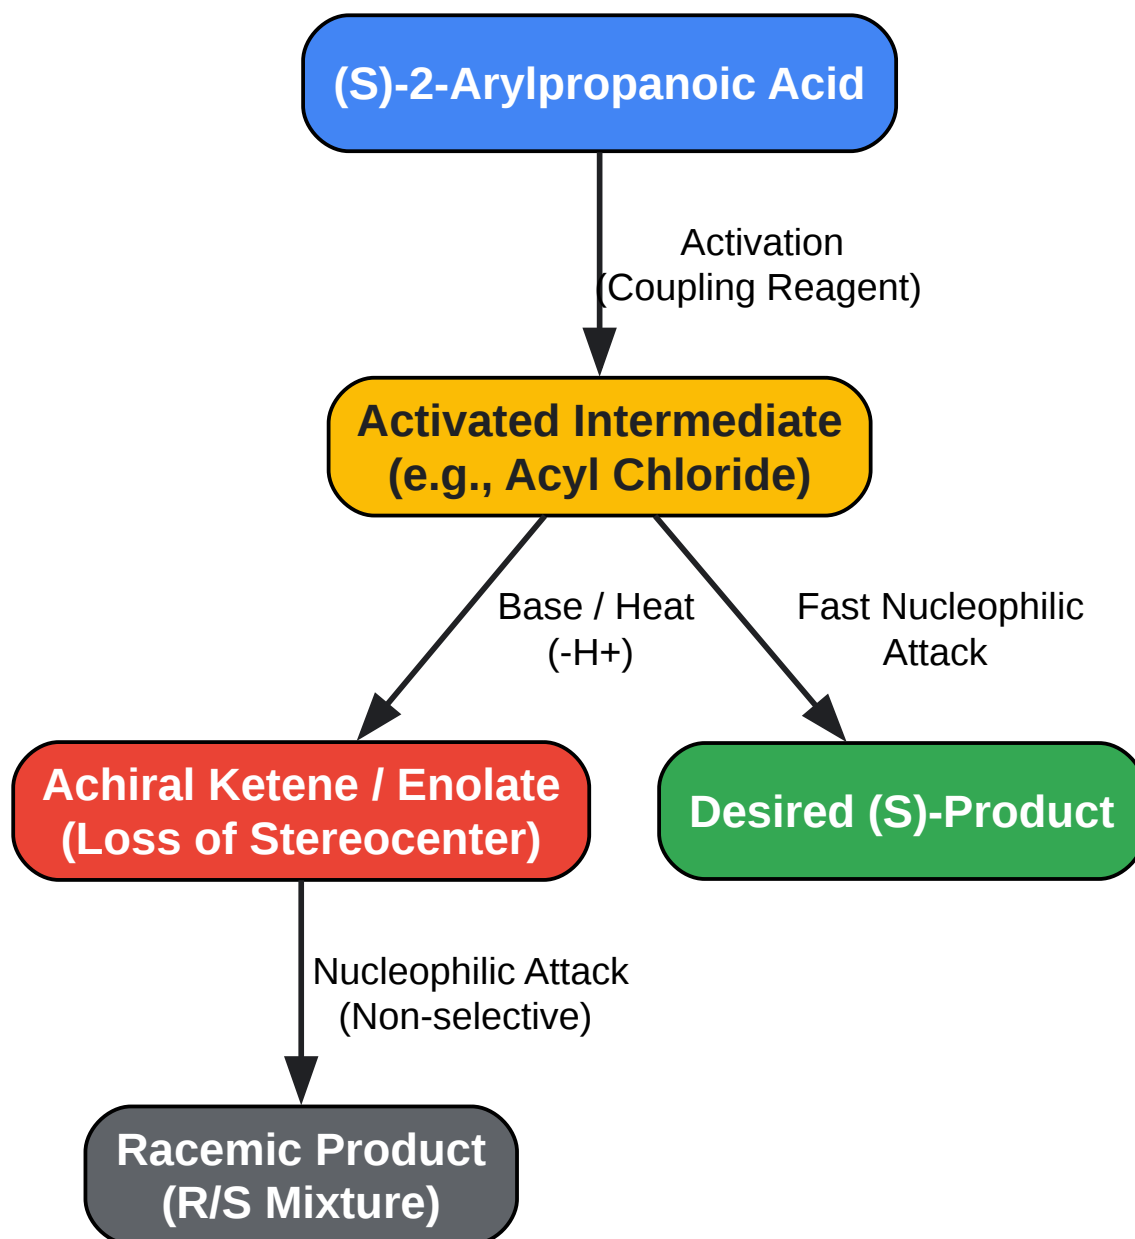 (S)-2-Arylpropanoic Acid
Activation
(Coupling Reagent)
Activated Intermediate
(e.g., Acyl Chloride)
Base / Heat
(-H+)
Fast Nucleophilic
Attack
Achiral Ketene / Enolate
(Loss of Stereocenter)
Desired (S)-Product
Nucleophilic Attack
(Non-selective)
Racemic Product
(R/S Mixture)